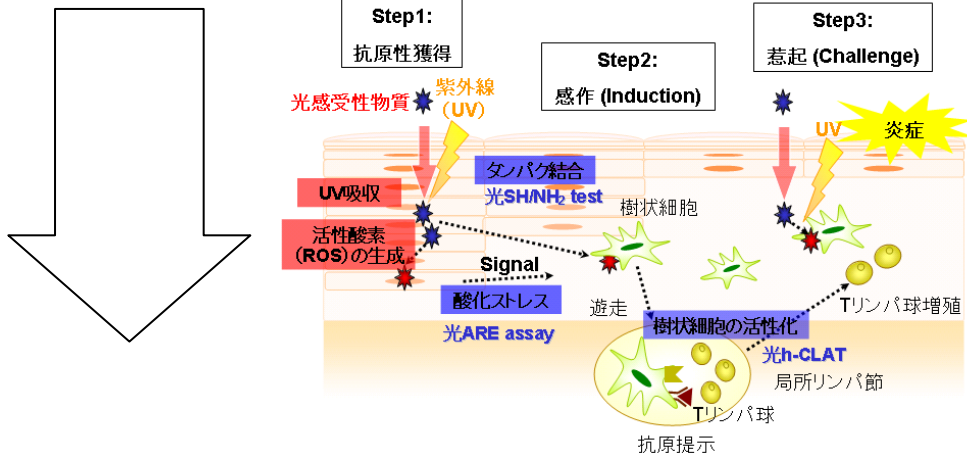 Step1:
抗原性獲得
Step2:
感作 (Induction)
Step3:
惹起 (Challenge)
光感受性物質
紫外線
(UV)
UV吸収
活性酸素
(ROS)の生成
タンパク結合
光SH/NH₂ test
Signal
酸化ストレス
光ARE assay
樹状細胞
遊走
樹状細胞の活性化
光h-CLAT
局所リンパ節
Tリンパ球
抗原提示
UV
炎症
Tリンパ球増殖